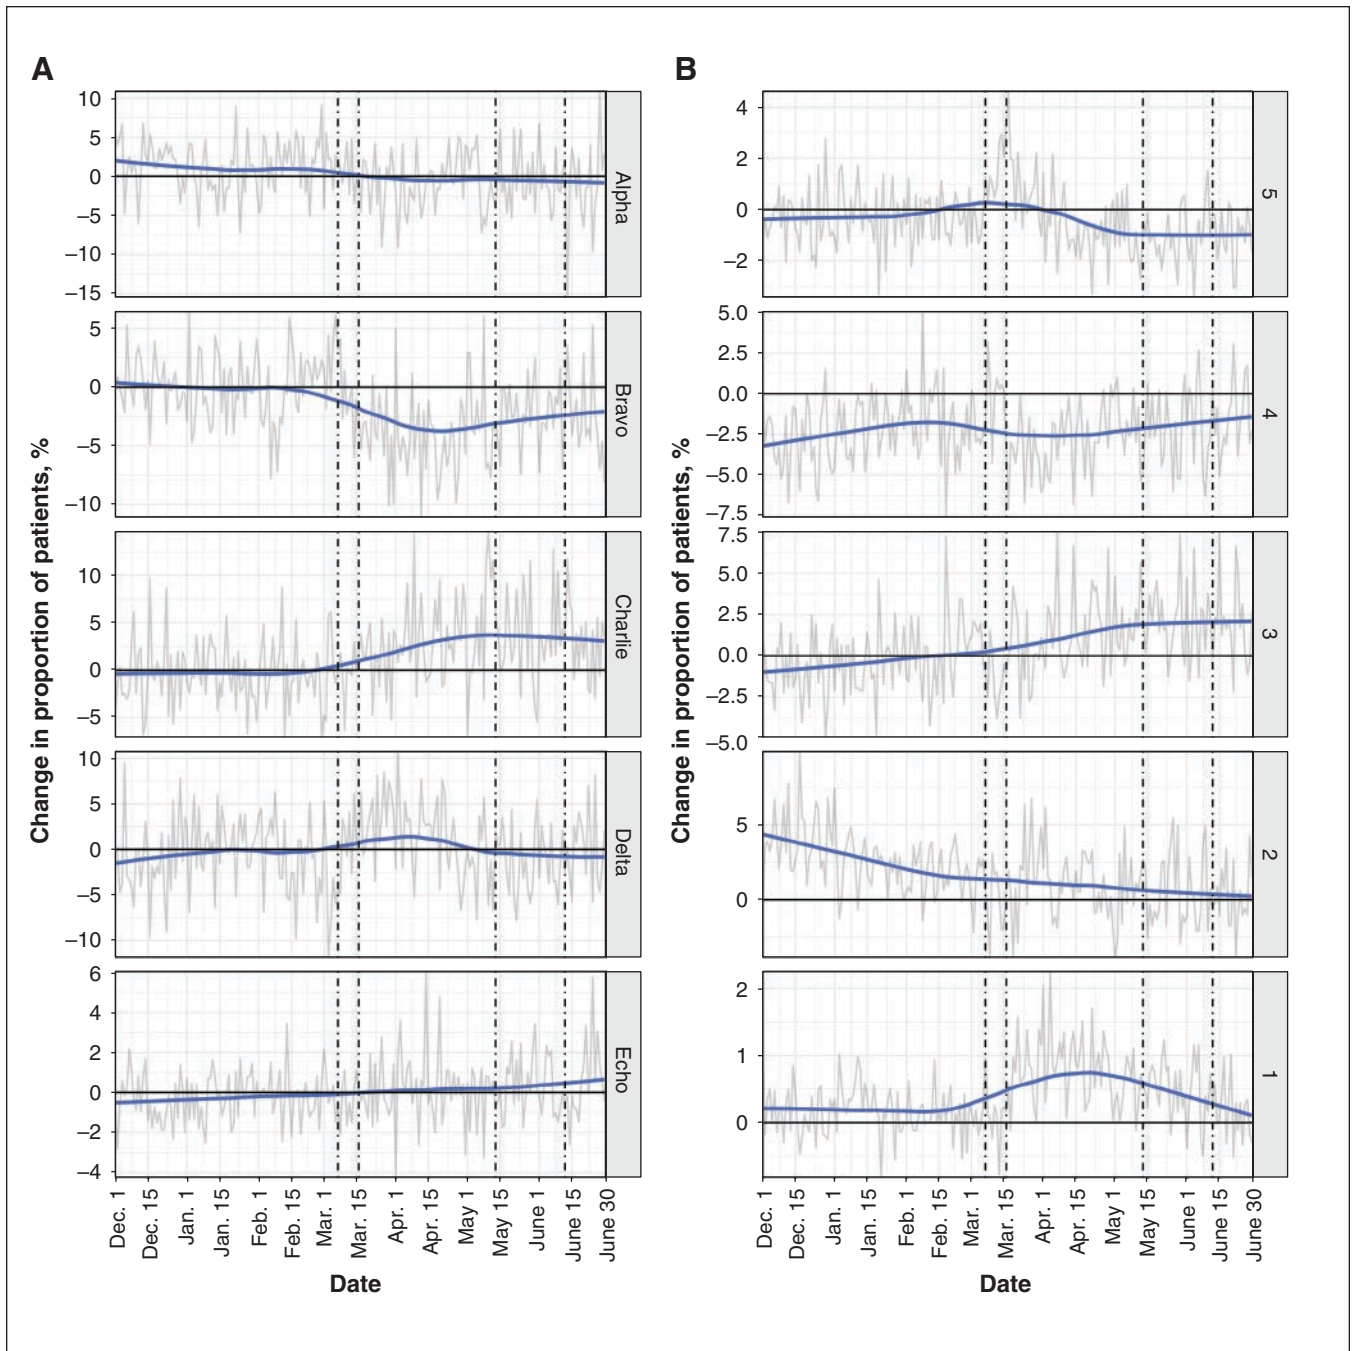 A
B
Change in proportion of patients, %
10
5
0
–5
–10
–15
Alpha
5
0
–5
–10
Bravo
10
5
0
–5
Charlie
10
5
0
–5
–10
Delta
6
4
2
0
–2
–4
Echo
Dec. 1
Dec. 15
Jan. 1
Jan. 15
Feb. 1
Feb. 15
Mar. 1
Mar. 15
Apr. 1
Apr. 15
May 1
May 15
June 1
June 15
June 30
Date
Change in proportion of patients, %
4
2
0
–2
5
5.0
2.5
0.0
–2.5
–5.0
–7.5
4
7.5
5.0
2.5
0.0
–2.5
–5.0
3
5
0
2
2
1
0
1
Dec. 1
Dec. 15
Jan. 1
Jan. 15
Feb. 1
Feb. 15
Mar. 1
Mar. 15
Apr. 1
Apr. 15
May 1
May 15
June 1
June 15
June 30
Date